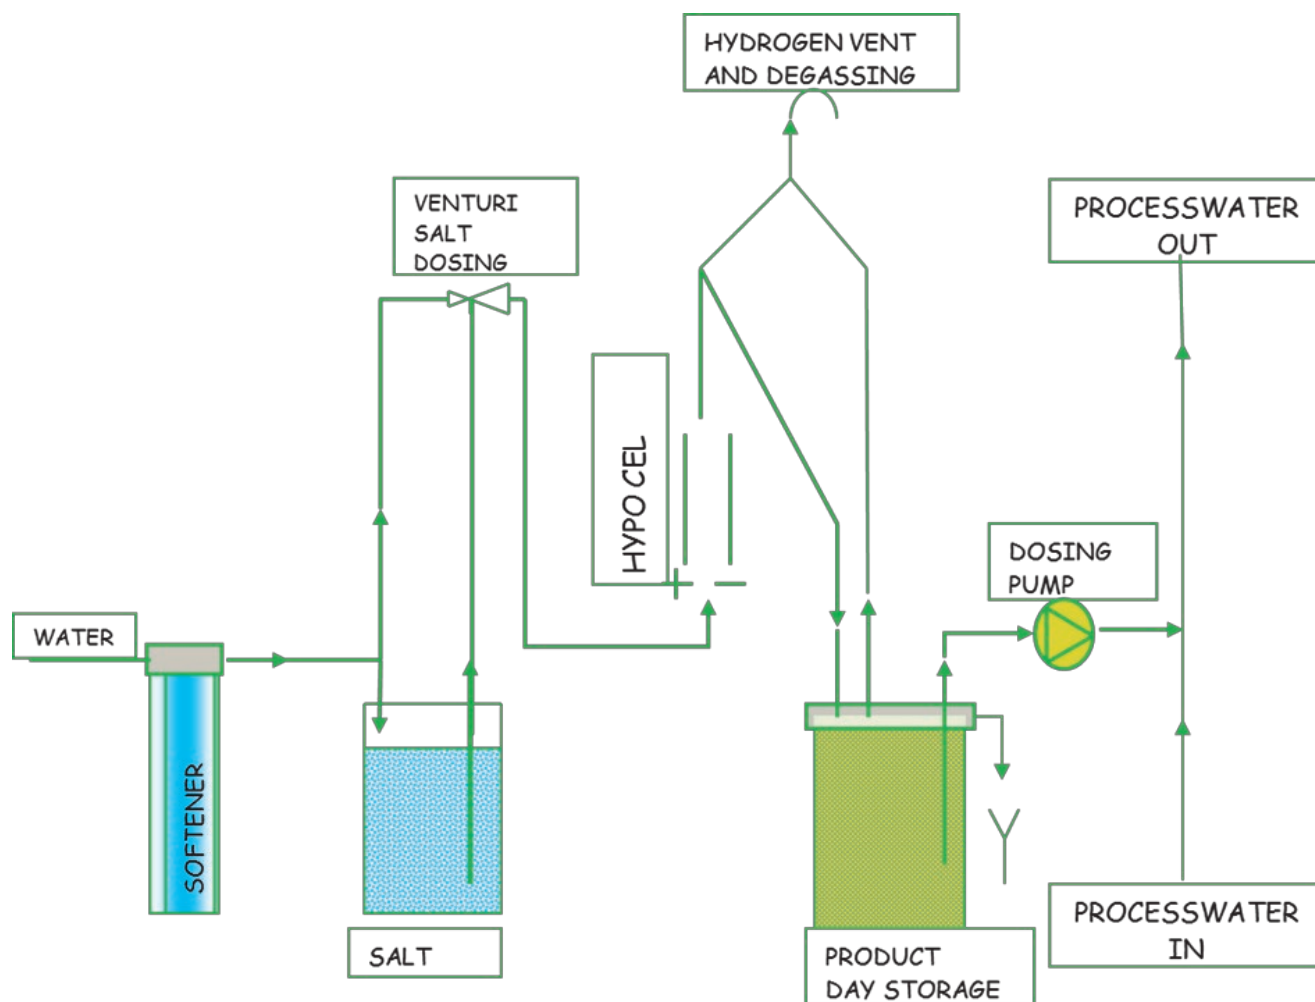 HYDROGEN VENT
AND DEGASSING
VENTURI
SALT
DOSING
PROCESSWATER
OUT
HYPO CEL
DOSING
PUMP
WATER
SOFTENER
SALT
PRODUCT
DAY STORAGE
PROCESSWATER
IN